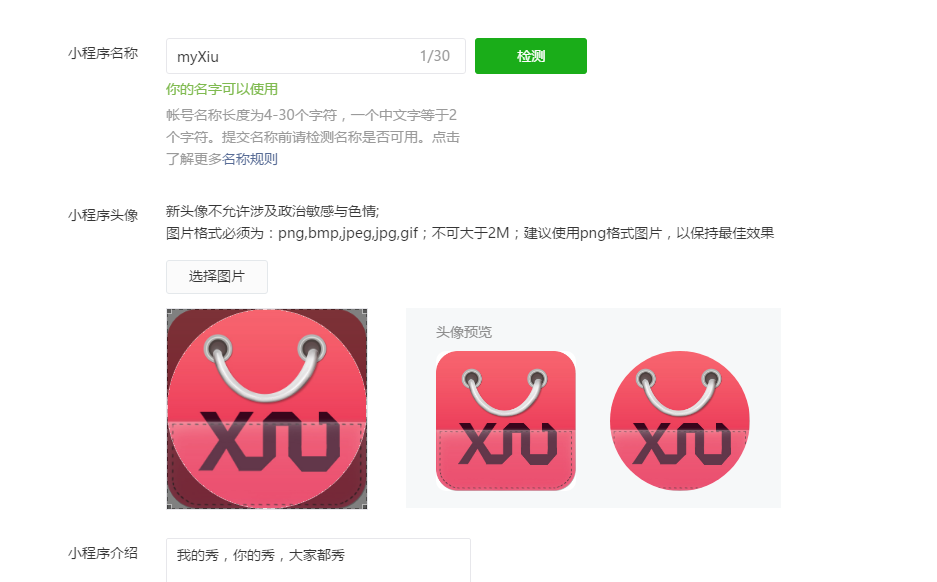 小程序名称
myXiu
1/30
检测
你的名字可以使用
帐号名称长度为4-30个字符，一个中文字等于2
个字符。提交名称前请检测名称是否可用。点击
了解更多名称规则
小程序头像
新头像不允许涉及政治敏感与色情;
图片格式必须为：png,bmp,jpeg,jpg,gif；不可大于2M；建议使用png格式图片，以保持最佳效果
选择图片
XIU
头像预览
XIU
XIU
小程序介绍
我的秀，你的秀，大家都秀